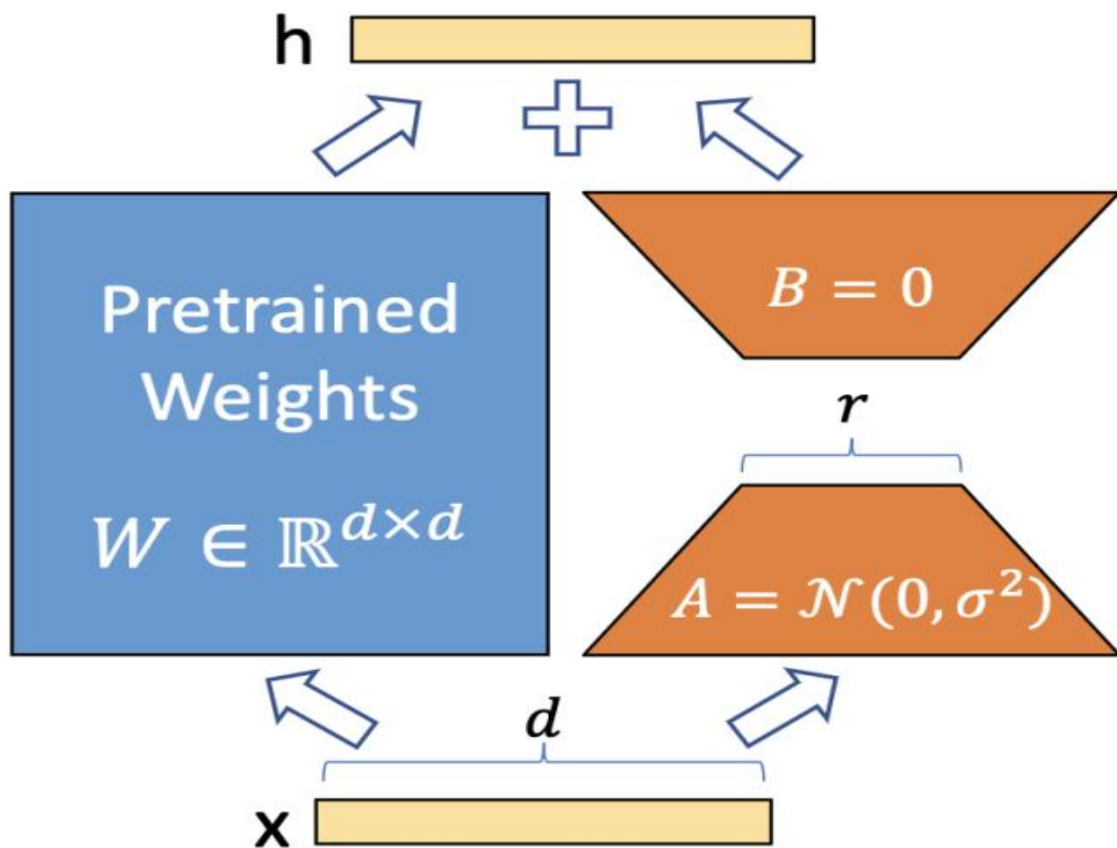 h
Pretrained
Weights
W ∈ ℝ^{d×d}
B = 0
r
A = 𝒩(0, σ²)
d
x